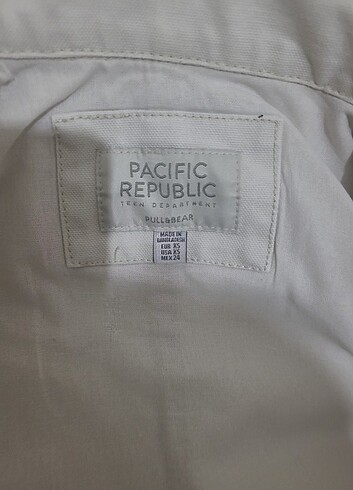 PACIFIC
REPUBLIC
TEEN DEPARTMENT
PULL&BEAR
MADE IN
BANGLADESH
EUR XS
USA XS
MEX 24